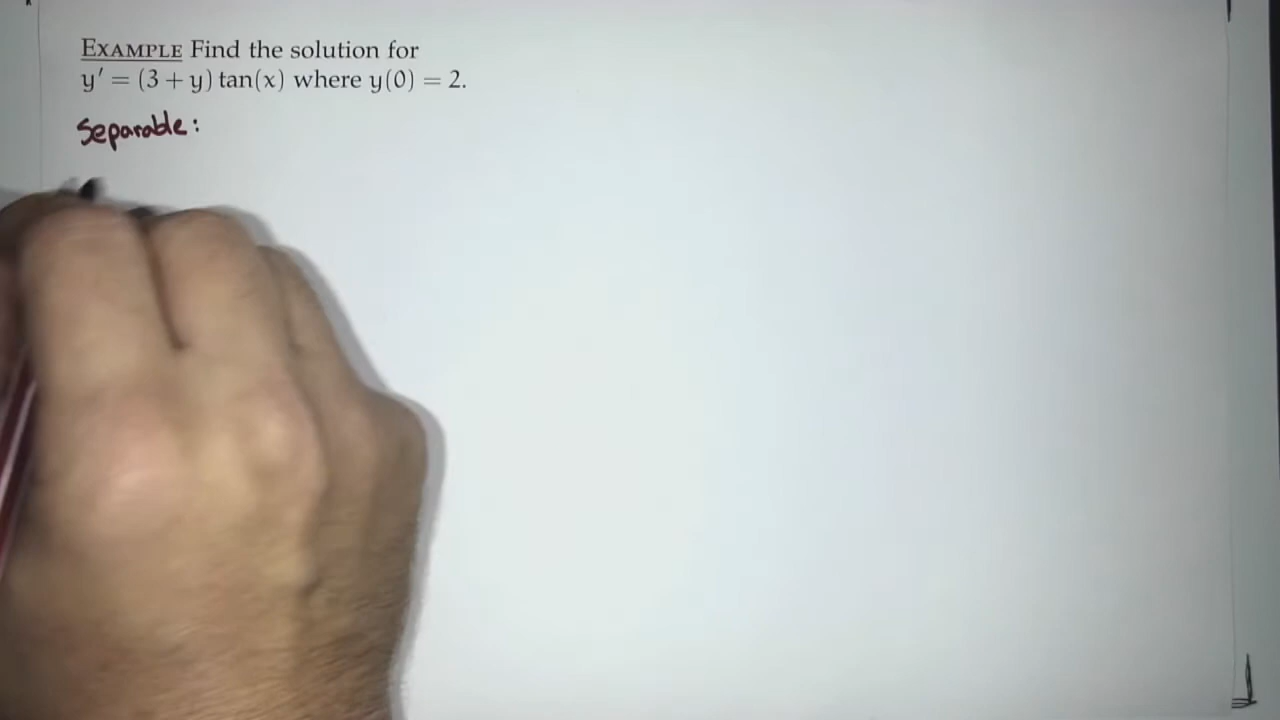 EXAMPLE Find the solution for
y′ = (3 + y) tan(x) where y(0) = 2.
Separable: